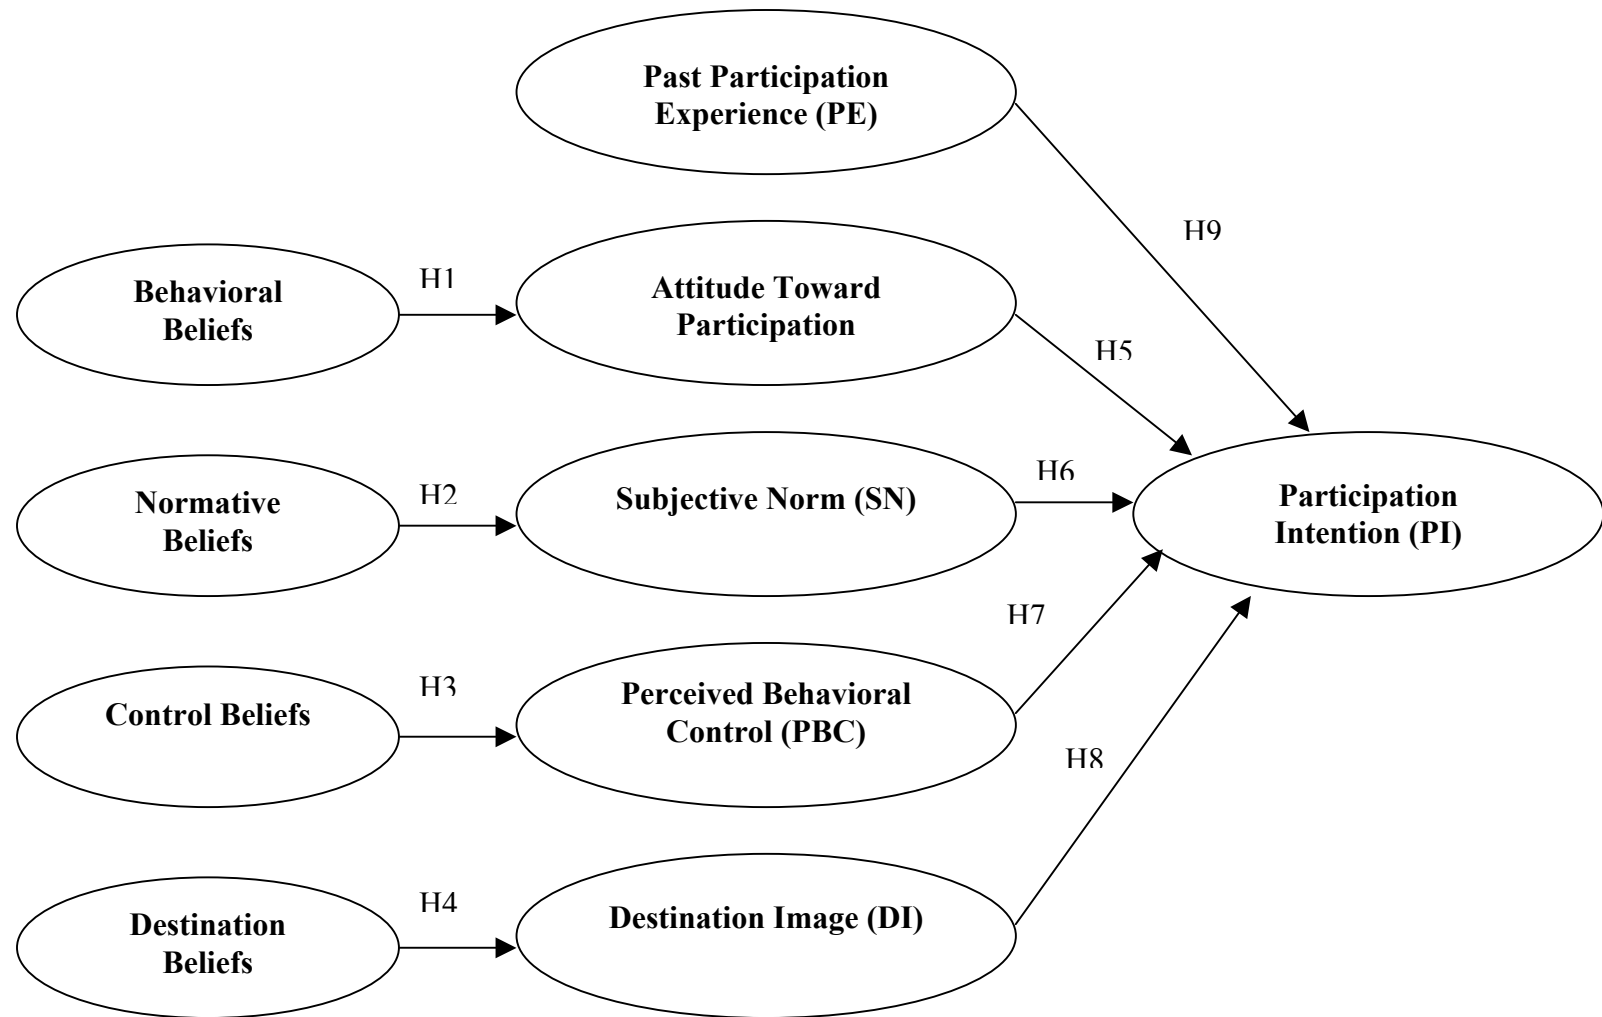 Past Participation
Experience (PE)
H9
Behavioral
Beliefs
H1
Attitude Toward
Participation
H5
Normative
Beliefs
H2
Subjective Norm (SN)
H6
Participation
Intention (PI)
Control Beliefs
H3
Perceived Behavioral
Control (PBC)
H7
H8
Destination
Beliefs
H4
Destination Image (DI)